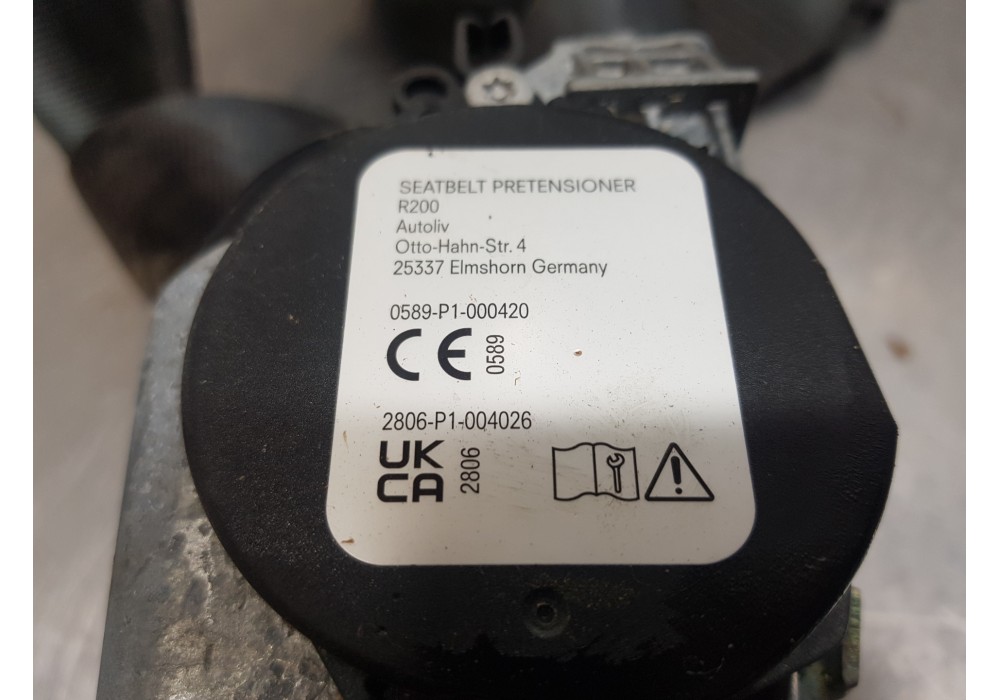 SEATBELT PRETENSIONER
R200
Autoliv
Otto-Hahn-Str. 4
25337 Elmshorn Germany
0589-P1-000420
CE 0589
2806-P1-004026
UK
CA 2806